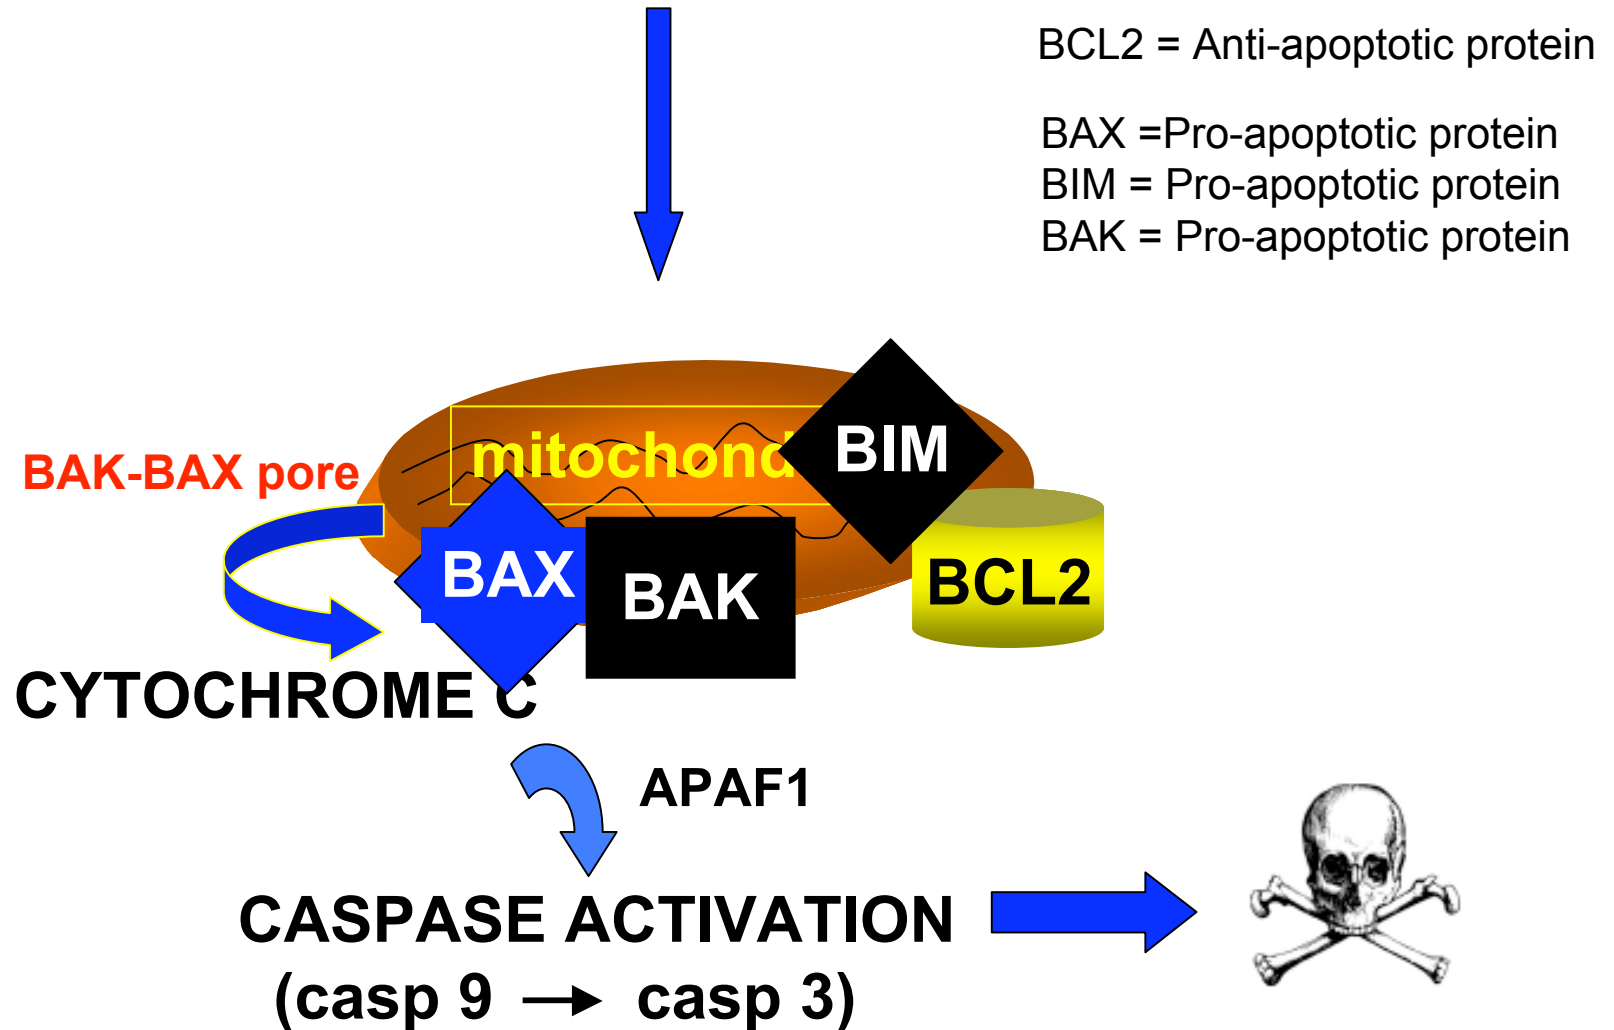 BCL2 = Anti-apoptotic protein
BAX =Pro-apoptotic protein
BIM = Pro-apoptotic protein
BAK = Pro-apoptotic protein
mitochond
BIM
BAK-BAX pore
BAX
BAK
BCL2
CYTOCHROME C
APAF1
CASPASE ACTIVATION
(casp 9 → casp 3)